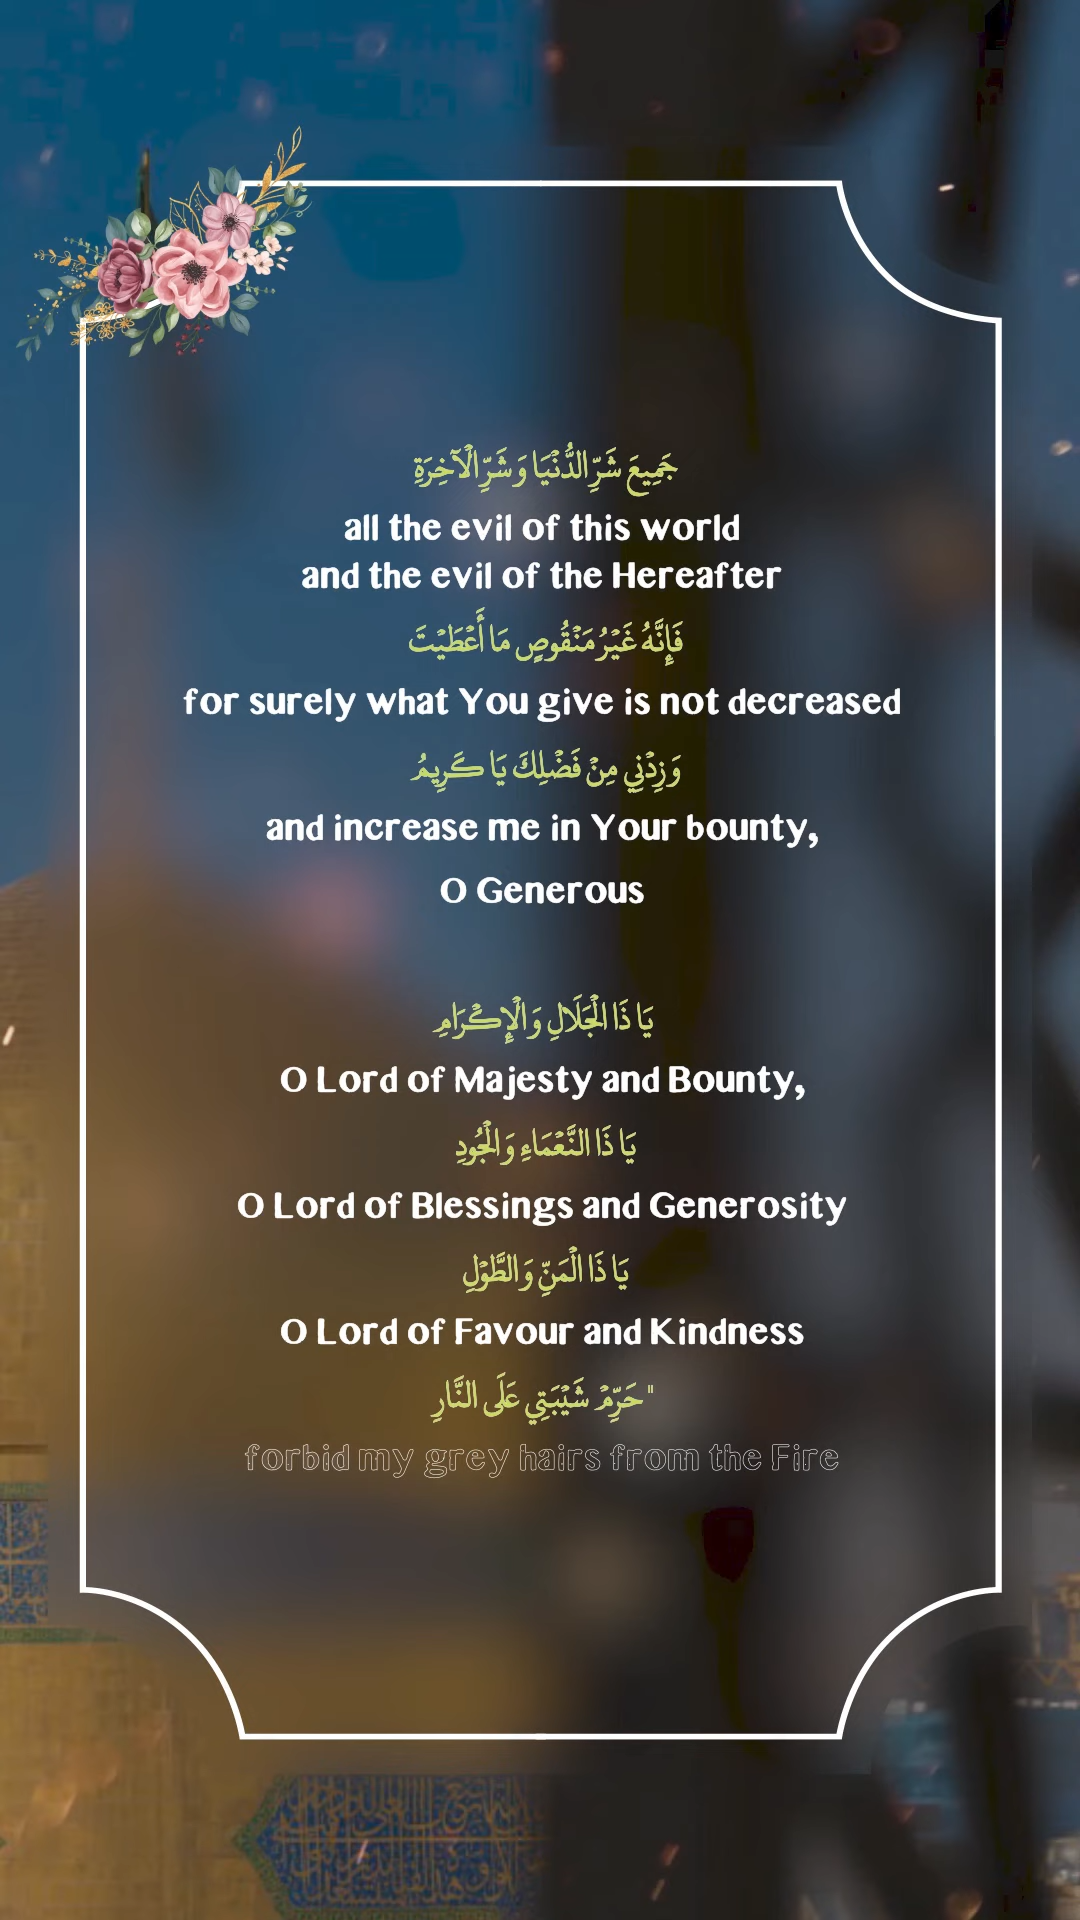 جَمِيعَ شَرِّ الدُّنْيَا وَشَرِّ الْآخِرَةِ
all the evil of this world
and the evil of the Hereafter
فَإِنَّهُ غَيْرُ مَنْقُوصٍ مَا أَعْطَيْتَ
for surely what You give is not decreased
وَزِدْنِي مِنْ فَضْلِكَ يَا كَرِيمُ
and increase me in Your bounty,
O Generous
يَا ذَا الْجَلَالِ وَالْإِكْرَامِ
O Lord of Majesty and Bounty,
يَا ذَا النَّعْمَاءِ وَالْجُودِ
O Lord of Blessings and Generosity
يَا ذَا الْمَنِّ وَالطَّوْلِ
O Lord of Favour and Kindness
"حَرِّمْ شَيْبَتِي عَلَى النَّارِ
forbid my grey hairs from the Fire